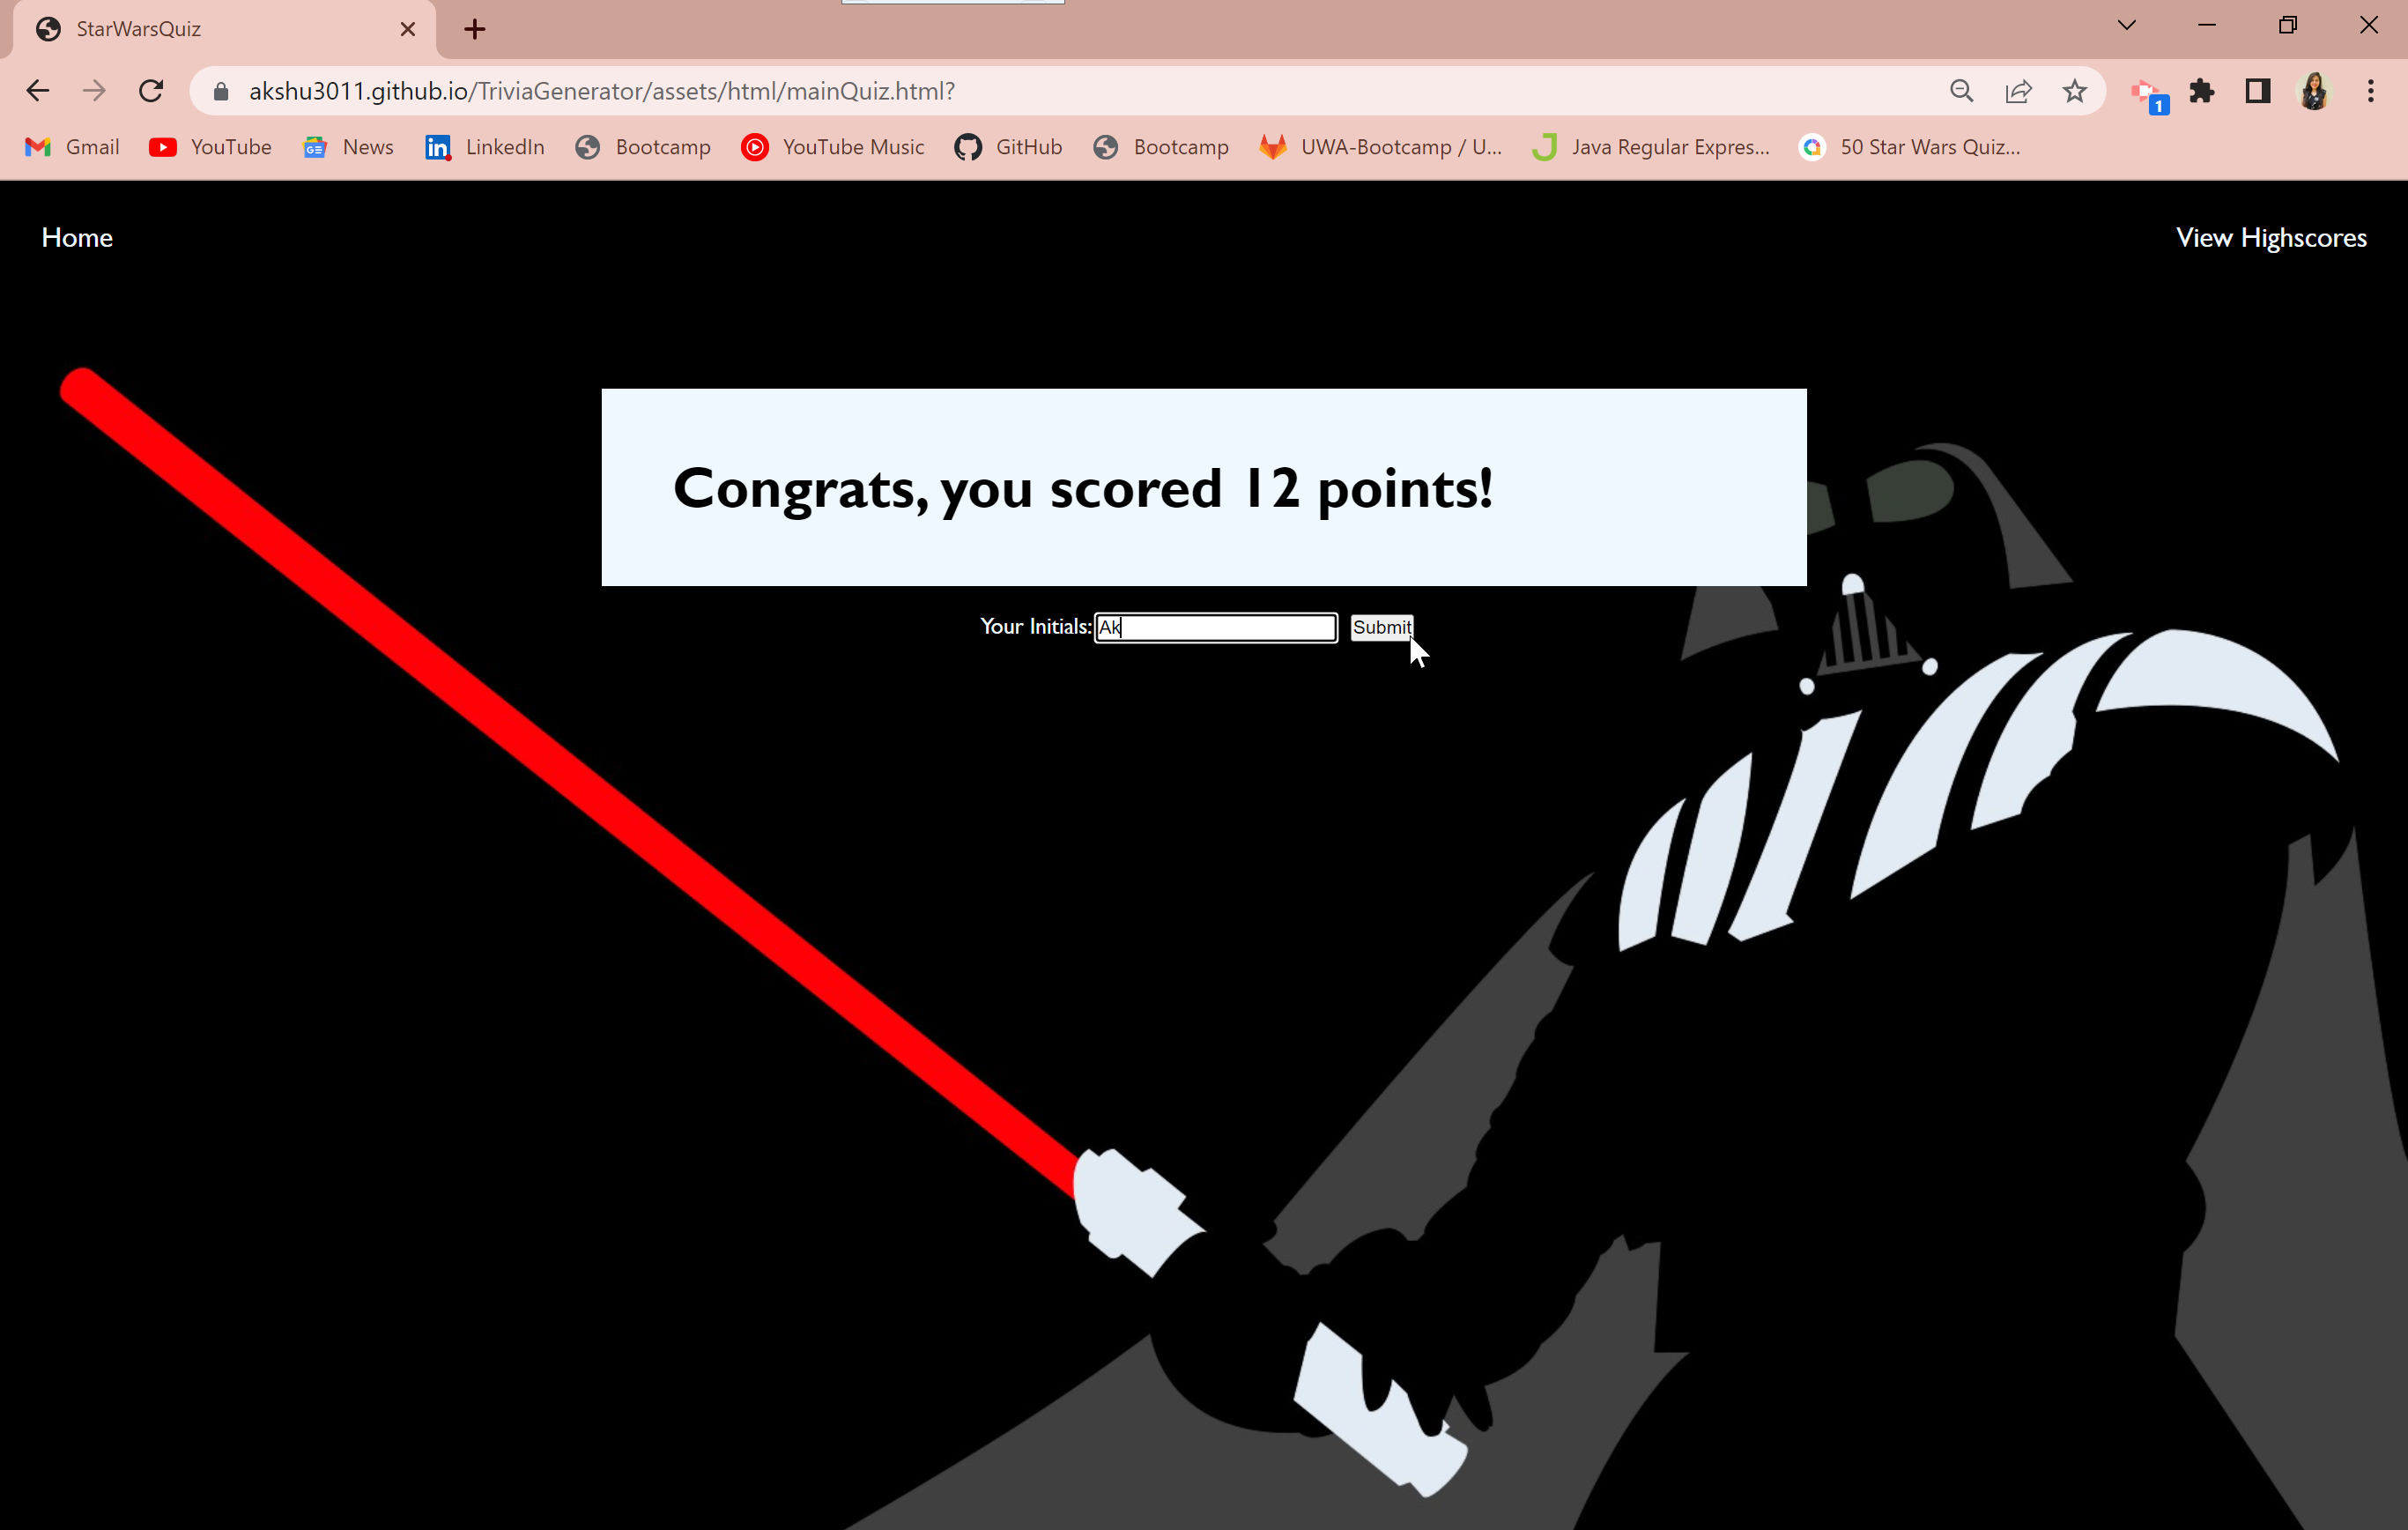 StarWarsQuiz
akshu3011.github.io/TriviaGenerator/assets/html/mainQuiz.html?
1
Gmail YouTube News LinkedIn Bootcamp YouTube Music GitHub Bootcamp UWA-Bootcamp / U... Java Regular Expres... 50 Star Wars Quiz...
Home View Highscores
Congrats, you scored 12 points!
Your Initials: Ak Submit